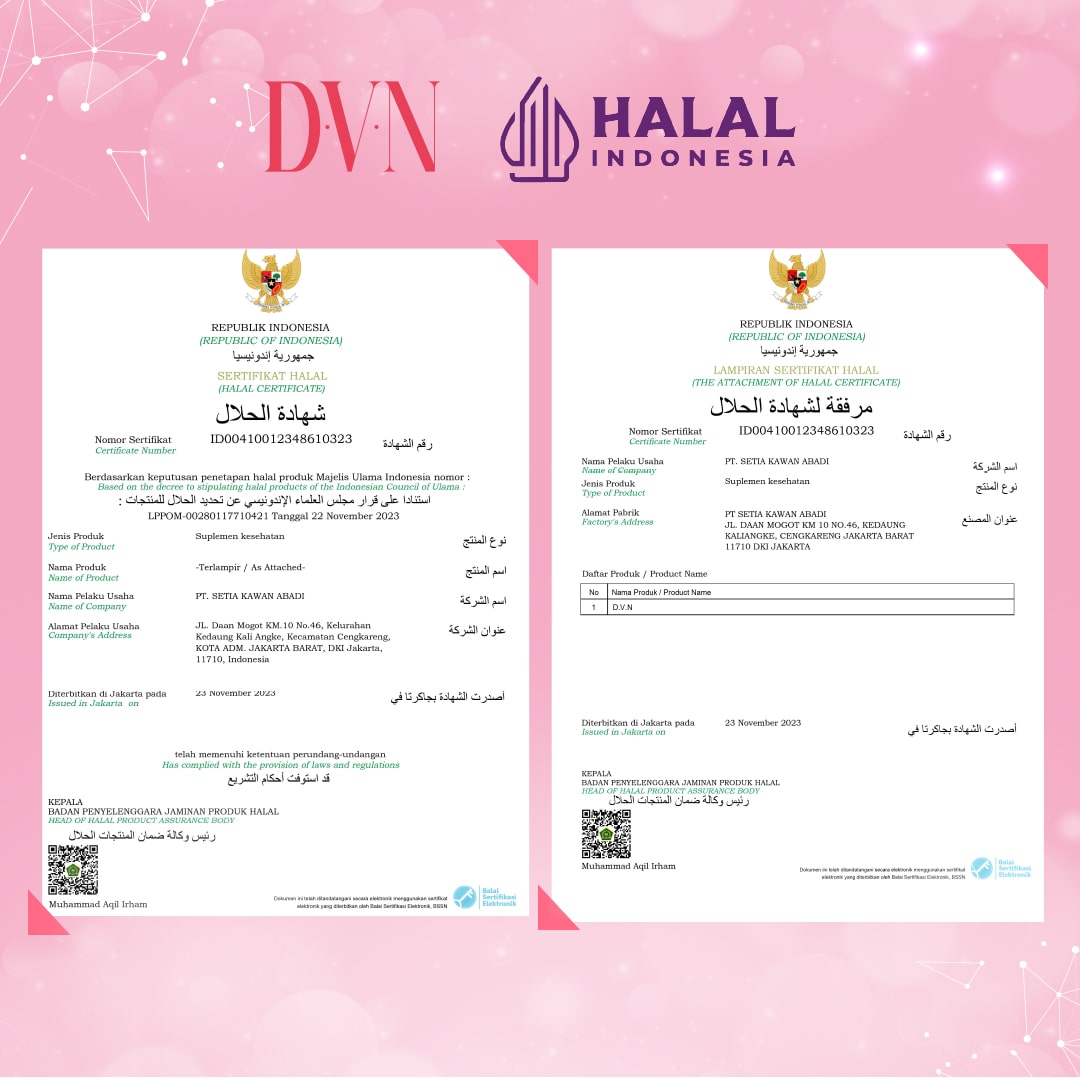 D·V·N
HALAL
INDONESIA
REPUBLIK INDONESIA
(REPUBLIC OF INDONESIA)
جمهورية إندونيسيا
SERTIFIKAT HALAL
(HALAL CERTIFICATE)
شهادة الحلال
Nomor Sertifikat ID00410012348610323 رقم الشهادة
Certificate Number
Berdasarkan keputusan penetapan halal produk Majelis Ulama Indonesia nomor :
Based on the decree to stipulating halal products of the Indonesian Council of Ulama :
استنادا على قرار مجلس العلماء الإندونيسي عن تحديد الحلال للمنتجات :
LPPOM-00280117710421 Tanggal 22 November 2023
Jenis Produk Suplemen kesehatan نوع المنتج
Type of Product
Nama Produk -Terlampir / As Attached- اسم المنتج
Name of Product
Nama Pelaku Usaha PT. SETIA KAWAN ABADI اسم الشركة
Name of Company
Alamat Pelaku Usaha JL. Daan Mogot KM.10 No.46, Kelurahan عنوان الشركة
Company's Address Kedaung Kali Angke, Kecamatan Cengkareng,
KOTA ADM. JAKARTA BARAT, DKI Jakarta,
11710, Indonesia
Diterbitkan di Jakarta pada 23 November 2023 أصدرت الشهادة بجاكرتا في
Issued in Jakarta on
telah memenuhi ketentuan perundang-undangan
Has complied with the provision of laws and regulations
قد استوفت أحكام التشريع
KEPALA
BADAN PENYELENGGARA JAMINAN PRODUK HALAL
HEAD OF HALAL PRODUCT ASSURANCE BODY
رئيس وكالة ضمان المنتجات الحلال
Muhammad Aqil Irham
Dokumen ini telah ditandatangani secara elektronik menggunakan sertifikat
elektronik yang diterbitkan oleh Balai Sertifikasi Elektronik, BSSN
Balai
Sertifikasi
Elektronik
REPUBLIK INDONESIA
(REPUBLIC OF INDONESIA)
جمهورية إندونيسيا
LAMPIRAN SERTIFIKAT HALAL
(THE ATTACHMENT OF HALAL CERTIFICATE)
مرفقة لشهادة الحلال
Nomor Sertifikat ID00410012348610323 رقم الشهادة
Certificate Number
Nama Pelaku Usaha PT. SETIA KAWAN ABADI اسم الشركة
Name of Company
Jenis Produk Suplemen kesehatan نوع المنتج
Type of Product
Alamat Pabrik PT SETIA KAWAN ABADI عنوان المصنع
Factory's Address JL. DAAN MOGOT KM 10 NO.46, KEDAUNG
KALIANGKE, CENGKARENG JAKARTA BARAT
11710 DKI JAKARTA
Daftar Produk / Product Name
No Nama Produk / Product Name
1 D.V.N
Diterbitkan di Jakarta pada 23 November 2023 أصدرت الشهادة بجاكرتا في
Issued in Jakarta on
KEPALA
BADAN PENYELENGGARA JAMINAN PRODUK HALAL
HEAD OF HALAL PRODUCT ASSURANCE BODY
رئيس وكالة ضمان المنتجات الحلال
Muhammad Aqil Irham
Dokumen ini telah ditandatangani secara elektronik menggunakan sertifikat
elektronik yang diterbitkan oleh Balai Sertifikasi Elektronik, BSSN
Balai
Sertifikasi
Elektronik